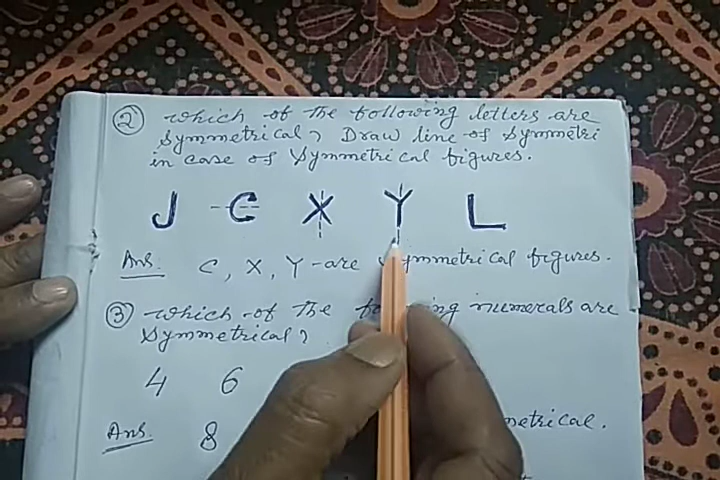 ② which of the following letters are
symmetrical? Draw line of symmetri
in case of symmetrical figures.
J C X Y L
Ans. C, X, Y - are symmetrical figures.
③ which of the following numerals are
symmetrical?
4 6
Ans. 8